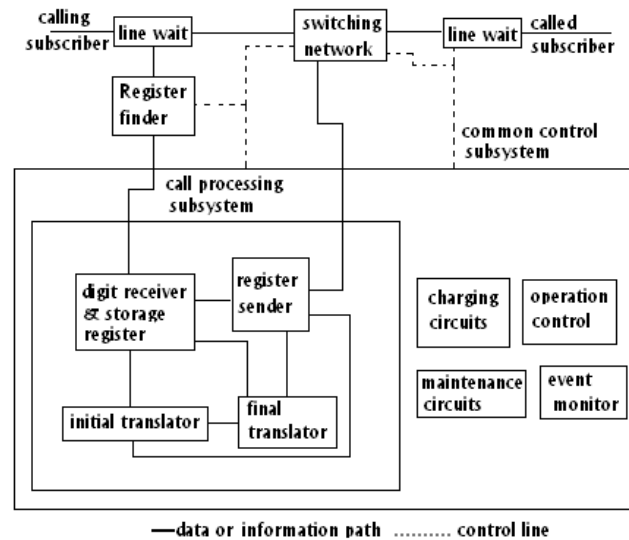 calling
subscriber
line wait
switching
network
line wait
called
subscriber
Register
finder
common control
subsystem
call processing
subsystem
digit receiver
& storage
register
register
sender
charging
circuits
operation
control
maintenance
circuits
event
monitor
initial translator
final
translator
data or information path
control line